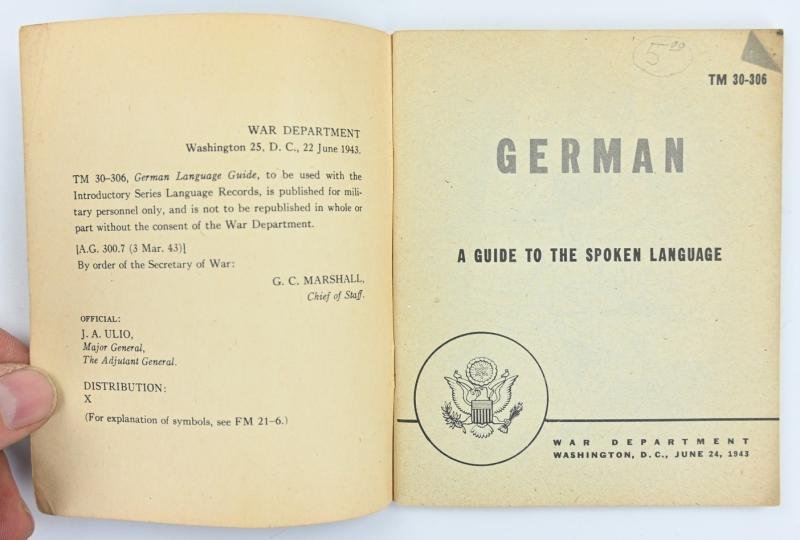 WAR DEPARTMENT
Washington 25, D. C., 22 June 1943.
TM 30–306, German Language Guide, to be used with the
Introductory Series Language Records, is published for mili-
tary personnel only, and is not to be republished in whole or
part without the consent of the War Department.
[A.G. 300.7 (3 Mar. 43)]
By order of the Secretary of War:
G. C. MARSHALL,
Chief of Staff.
OFFICIAL:
J. A. ULIO,
Major General,
The Adjutant General.
DISTRIBUTION:
X
(For explanation of symbols, see FM 21–6.)
5.00
TM 30-306
GERMAN
A GUIDE TO THE SPOKEN LANGUAGE
WAR DEPARTMENT
WASHINGTON, D.C., JUNE 24, 1943